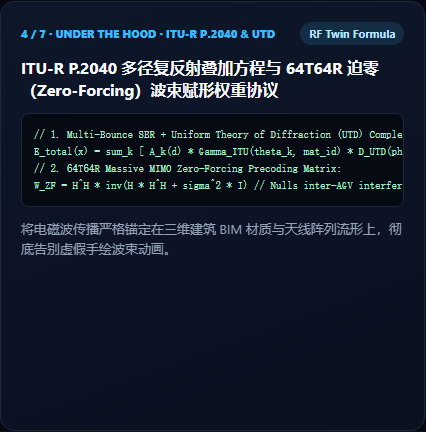 4 / 7 · UNDER THE HOOD · ITU-R P.2040 & UTD
RF Twin Formula
ITU-R P.2040 多径复反射叠加方程与 64T64R 迫零
（Zero-Forcing）波束赋形权重协议
// 1. Multi-Bounce SBR + Uniform Theory of Diffraction (UTD) Comple
E_total(x) = sum_k [ A_k(d) * Gamma_ITU(theta_k, mat_id) * D_UTD(ph
// 2. 64T64R Massive MIMO Zero-Forcing Precoding Matrix:
W_ZF = H^H * inv(H * H^H + sigma^2 * I) // Nulls inter-AGV interfer
将电磁波传播严格锚定在三维建筑 BIM 材质与天线阵列流形上，彻
底告别虚假手绘波束动画。